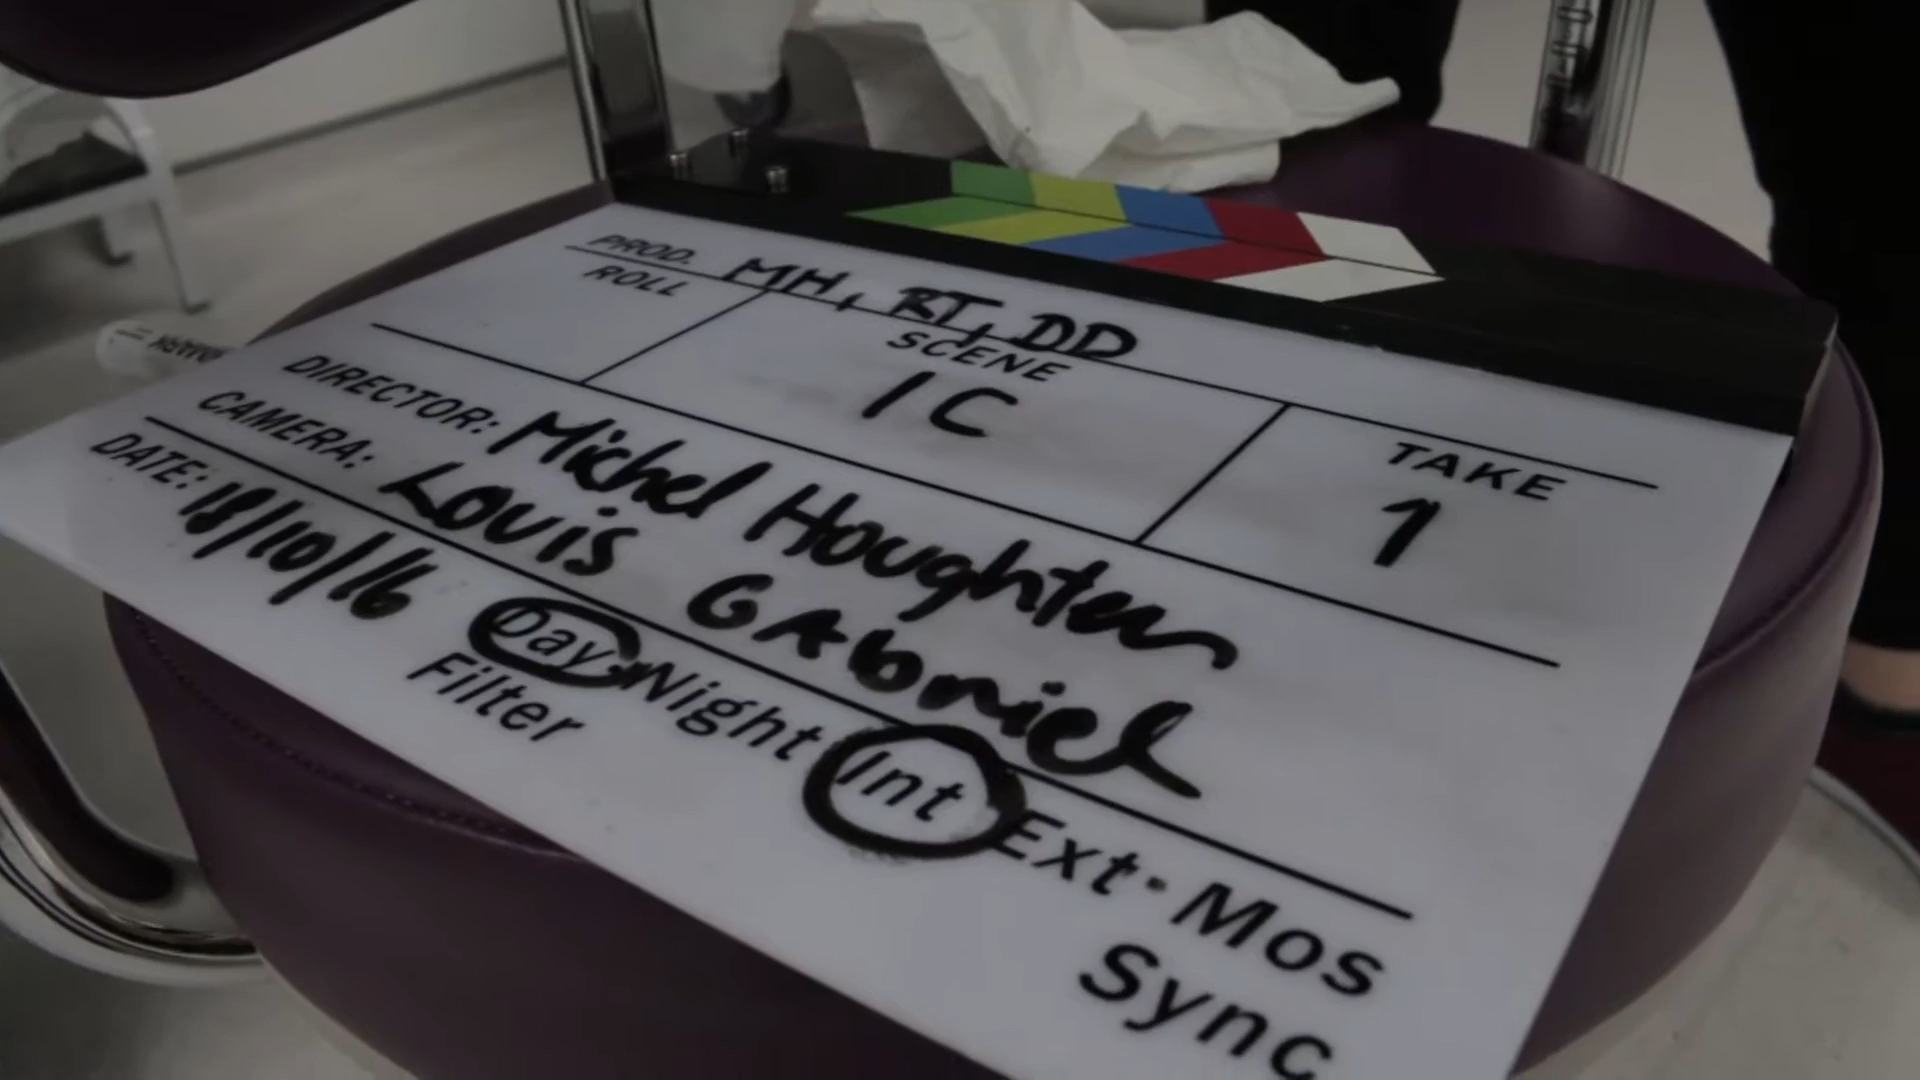 PROD. MH, RT, DD
ROLL
SCENE
1C
TAKE
1
DIRECTOR: Michel Houghten
CAMERA: Louis GAbriel
DATE: 18/10/16
Day·Night Int Ext·Mos
Filter
Sync